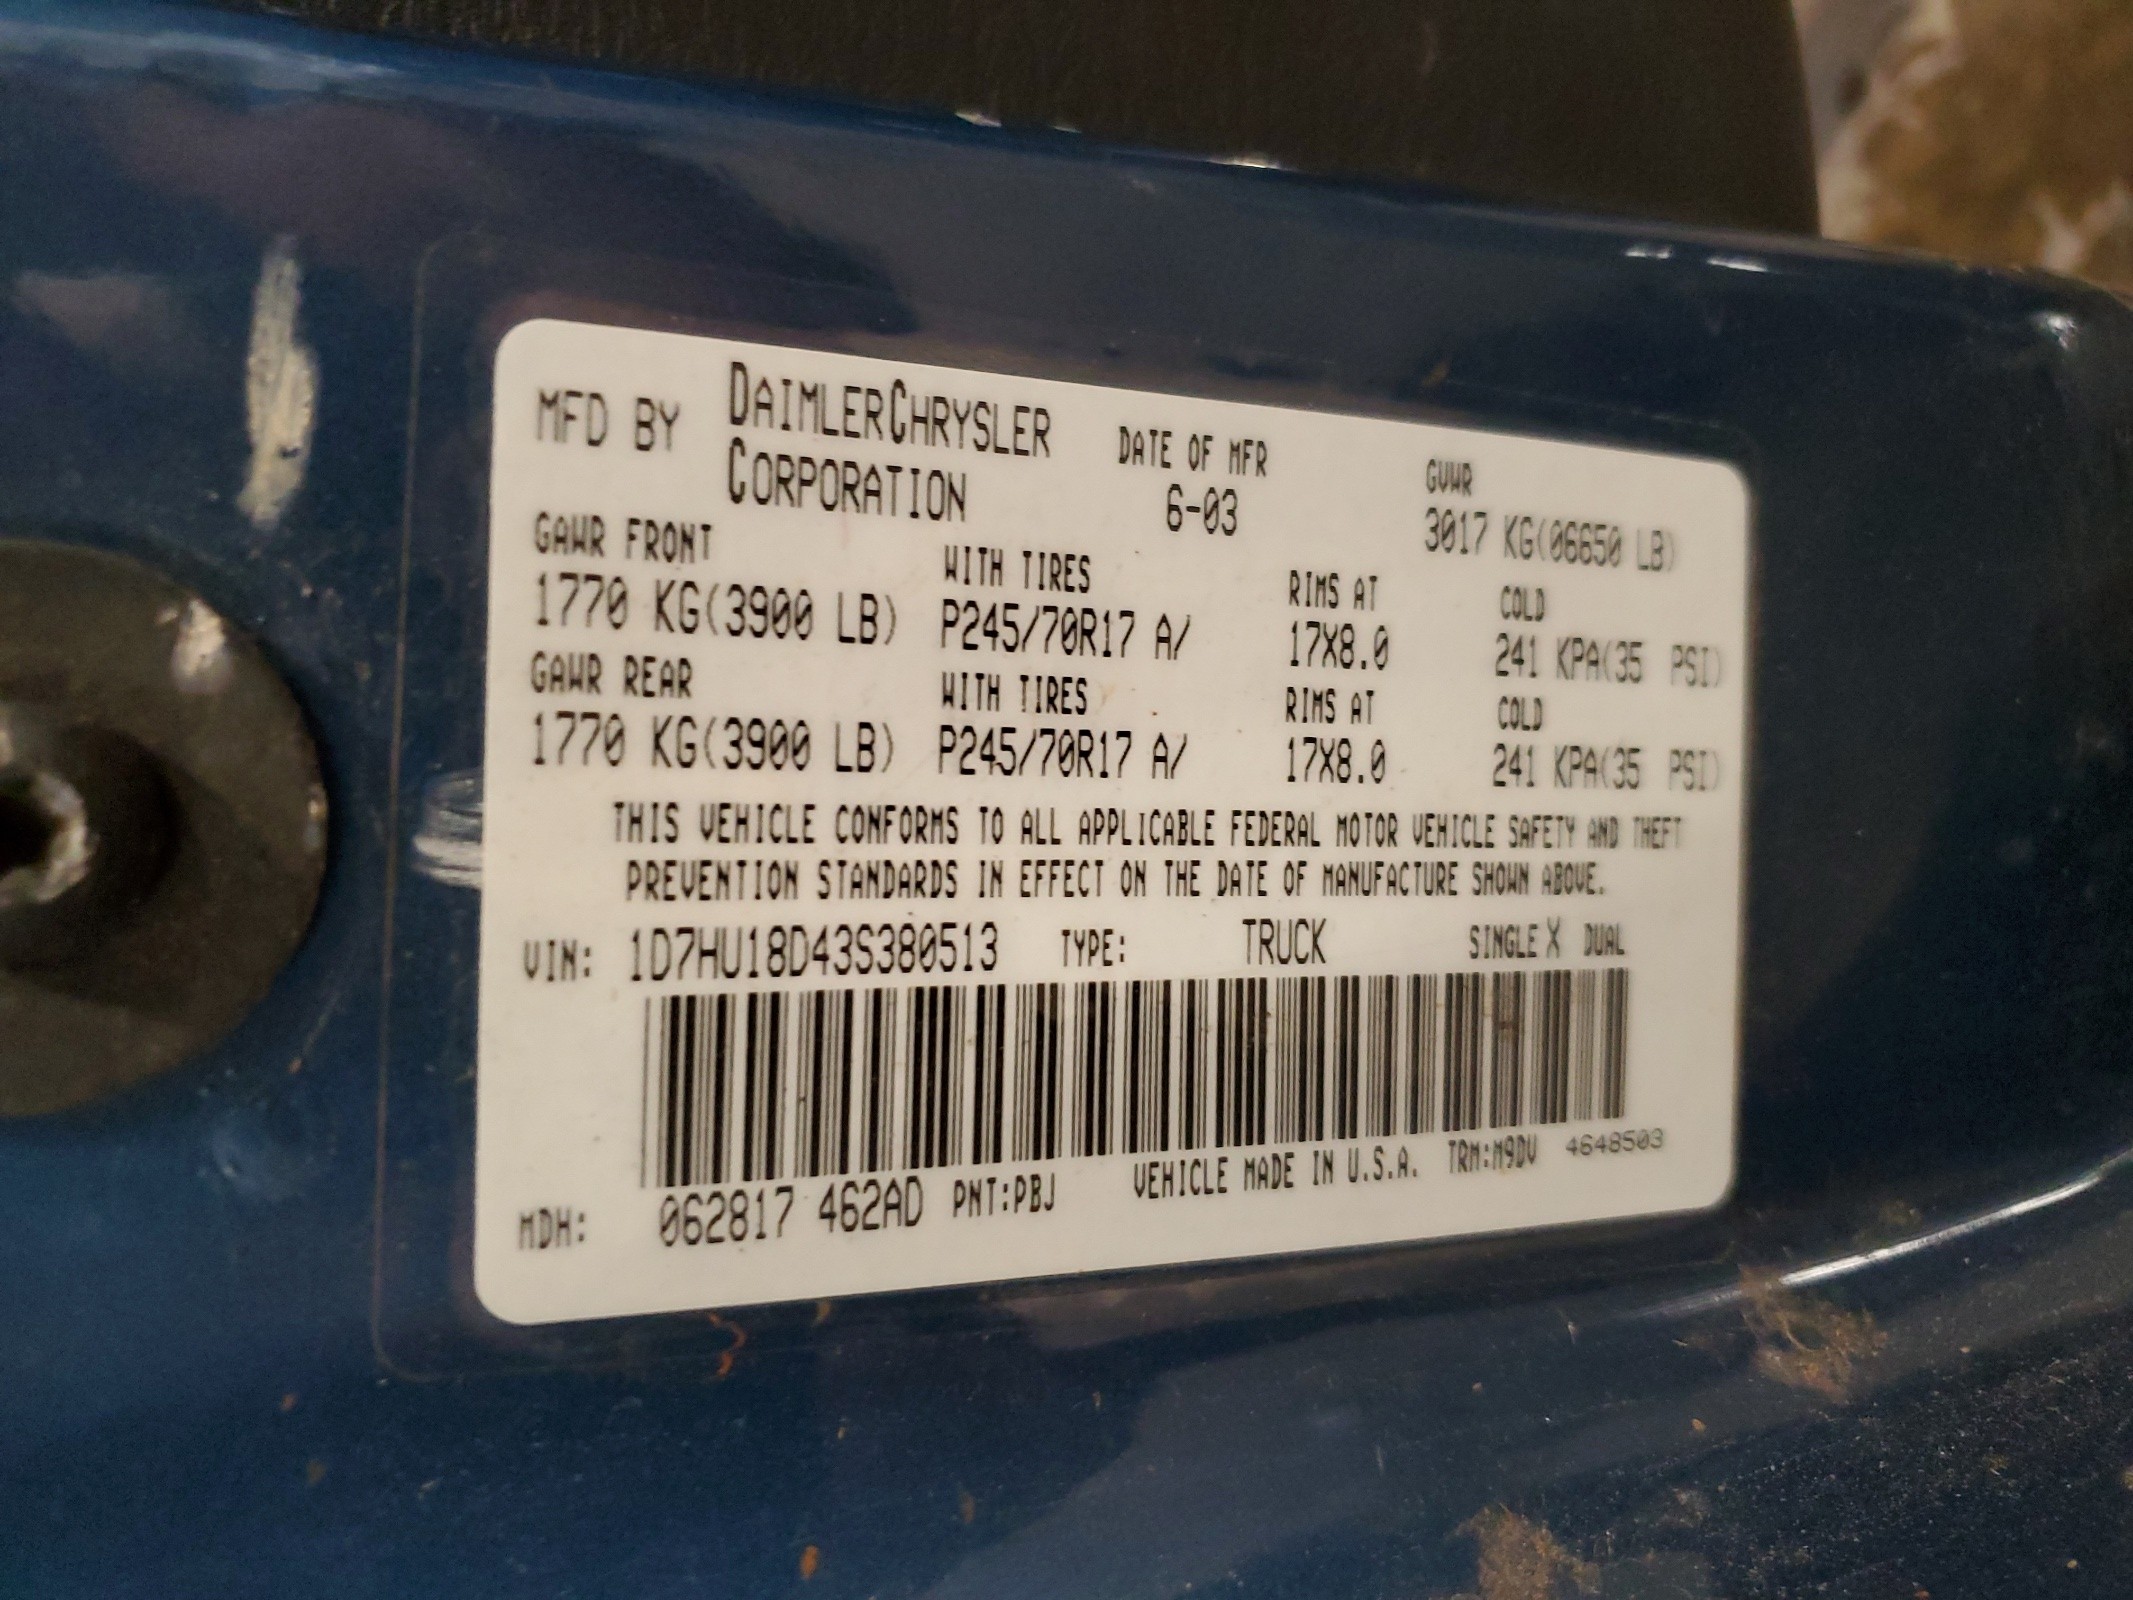 MFD BY DAIMLERCHRYSLER CORPORATION
DATE OF MFR
6-03
GVWR
3017 KG(06650 LB)
GAWR FRONT WITH TIRES RIMS AT COLD
1770 KG(3900 LB) P245/70R17 A/ 17X8.0 241 KPA(35 PSI)
GAWR REAR WITH TIRES RIMS AT COLD
1770 KG(3900 LB) P245/70R17 A/ 17X8.0 241 KPA(35 PSI)
THIS VEHICLE CONFORMS TO ALL APPLICABLE FEDERAL MOTOR VEHICLE SAFETY AND THEFT
PREVENTION STANDARDS IN EFFECT ON THE DATE OF MANUFACTURE SHOWN ABOVE.
VIN: 1D7HU18D43S380513 TYPE: TRUCK SINGLE X DUAL
MDH: 062817 462AD PNT:PBJ VEHICLE MADE IN U.S.A. TRM:M9DV 4648503